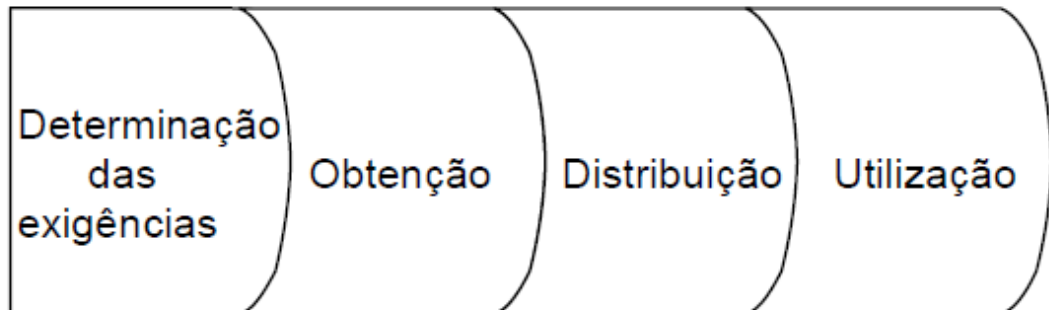 Determinação
das
exigências
Obtenção
Distribuição
Utilização